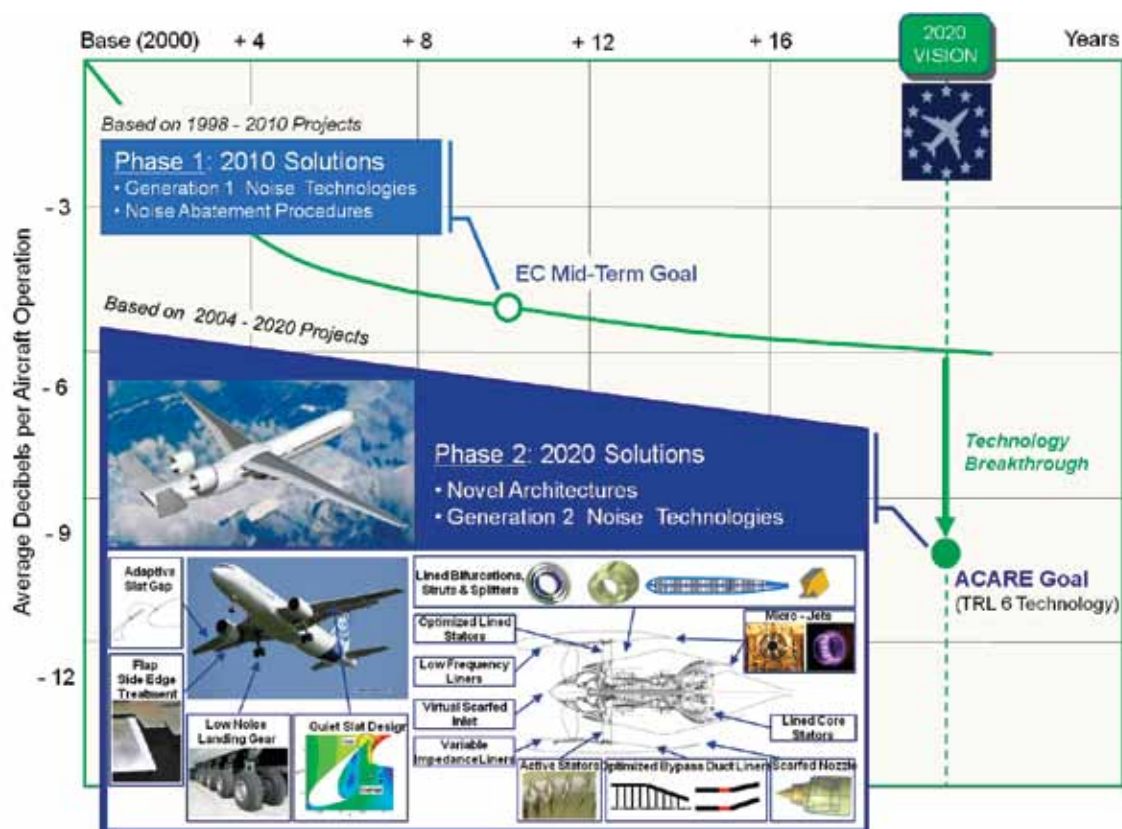 Base (2000) + 4 + 8 + 12 + 16 Years
2020
VISION
Based on 1998 - 2010 Projects
Phase 1: 2010 Solutions
• Generation 1 Noise Technologies
• Noise Abatement Procedures
- 3
EC Mid-Term Goal
Based on 2004 - 2020 Projects
- 6
Average Decibels per Aircraft Operation
Phase 2: 2020 Solutions
• Novel Architectures
• Generation 2 Noise Technologies
Technology
Breakthrough
- 9
ACARE Goal
(TRL 6 Technology)
- 12
Adaptive
Slat Gap
Flap
Side Edge
Treatment
Low Noise
Landing Gear
Quiet Slat Design
Lined Bifurcations,
Struts & Splitters
Optimized Lined
Stators
Micro - Jets
Low Frequency
Liners
Virtual Scarfed
Inlet
Lined Core
Stators
Variable
Impedance Liners
Active Stators
Optimized Bypass Duct Liners
Scarfed Nozzle